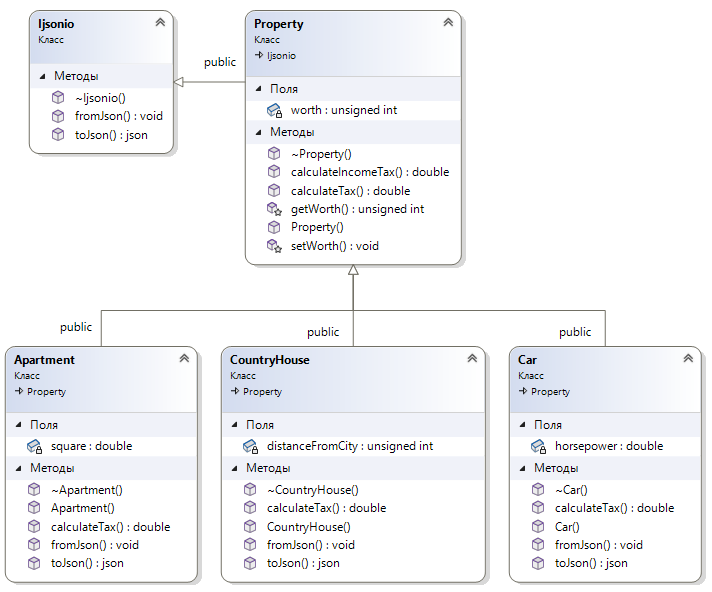 Ijsonio
Класс
Методы
~Ijsonio()
fromJson() : void
toJson() : json
public
Property
Класс
Ijsonio
Поля
worth : unsigned int
Методы
~Property()
calculateIncomeTax() : double
calculateTax() : double
getWorth() : unsigned int
Property()
setWorth() : void
public
public
public
Apartment
Класс
Property
Поля
square : double
Методы
~Apartment()
Apartment()
calculateTax() : double
fromJson() : void
toJson() : json
CountryHouse
Класс
Property
Поля
distanceFromCity : unsigned int
Методы
~CountryHouse()
calculateTax() : double
CountryHouse()
fromJson() : void
toJson() : json
Car
Класс
Property
Поля
horsepower : double
Методы
~Car()
calculateTax() : double
Car()
fromJson() : void
toJson() : json